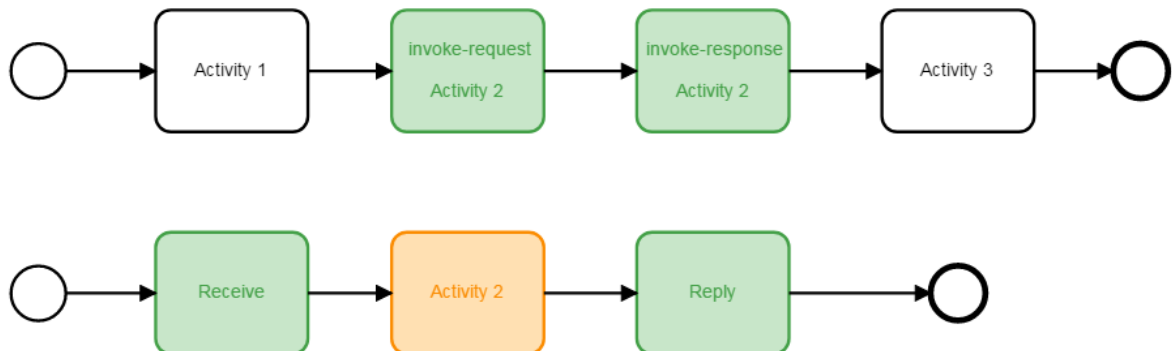 Activity 1
invoke-request
Activity 2
invoke-response
Activity 2
Activity 3
Receive
Activity 2
Reply